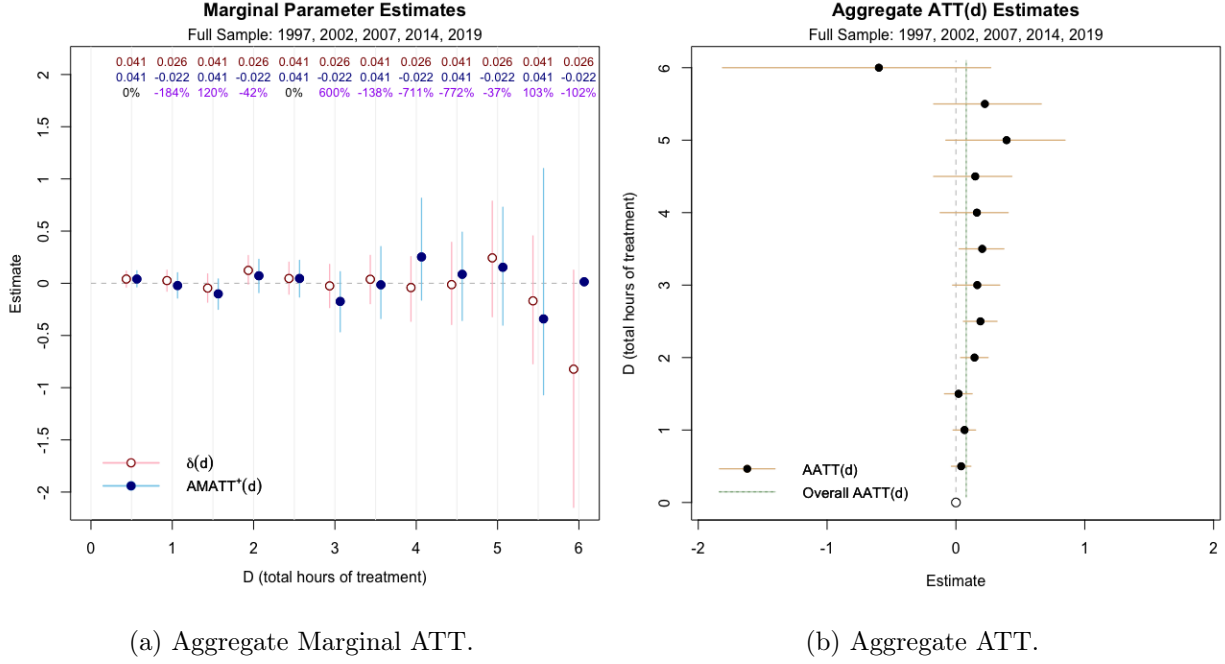 Marginal Parameter Estimates
Full Sample: 1997, 2002, 2007, 2014, 2019
0.041 0.026 0.041 0.026 0.041 0.026 0.041 0.026 0.041 0.026 0.041 0.026
0.041 -0.022 0.041 -0.022 0.041 -0.022 0.041 -0.022 0.041 -0.022 0.041 -0.022
0% -184% 120% -42% 0% 600% -138% -711% -772% -37% 103% -102%
2
1.5
1
0.5
0
-0.5
-1
-1.5
-2
Estimate
δ(d)
AMATT⁺(d)
0 1 2 3 4 5 6
D (total hours of treatment)
(a) Aggregate Marginal ATT.
Aggregate ATT(d) Estimates
Full Sample: 1997, 2002, 2007, 2014, 2019
6
5
4
3
2
1
0
D (total hours of treatment)
AATT(d)
Overall AATT(d)
-2 -1 0 1 2
Estimate
(b) Aggregate ATT.